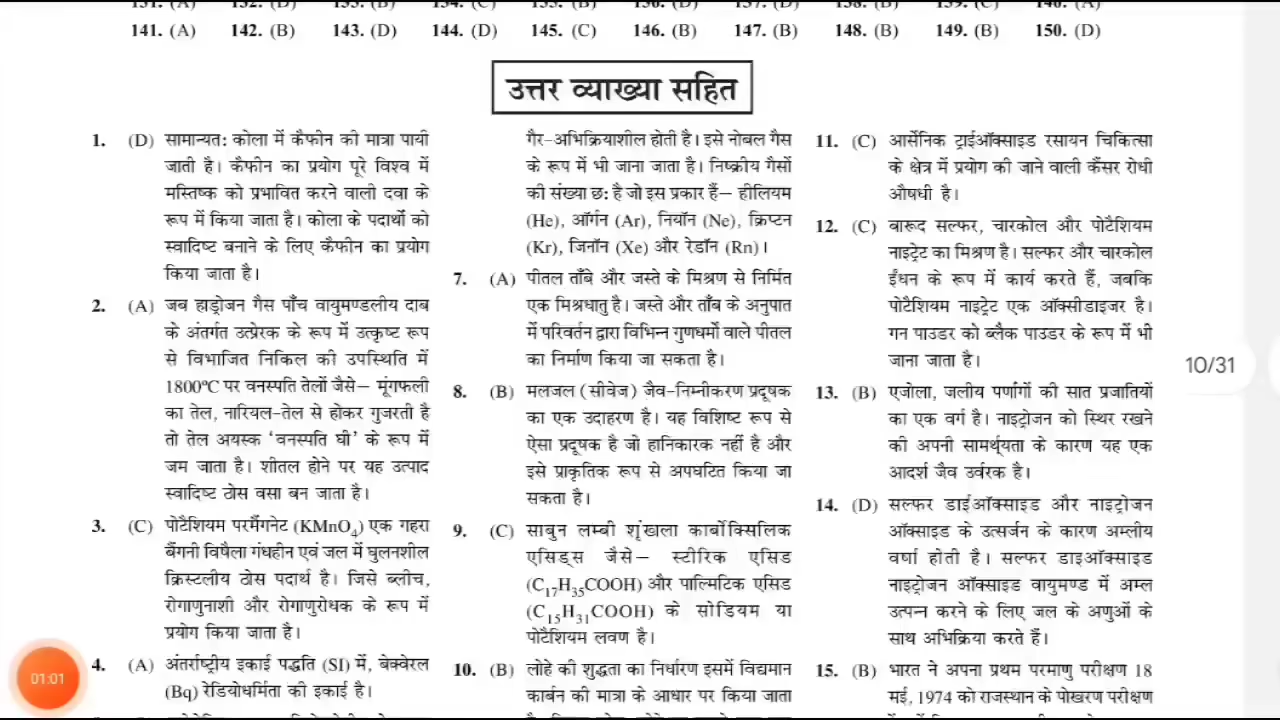 131. (A) 132. (D) 133. (B) 134. (C) 135. (B) 136. (D) 137. (D) 138. (B) 139. (C) 140. (A)
141. (A) 142. (B) 143. (D) 144. (D) 145. (C) 146. (B) 147. (B) 148. (B) 149. (B) 150. (D)
उत्तर व्याख्या सहित
1. (D) सामान्यत: कोला में कैफीन की मात्रा पायी
जाती है। कैफीन का प्रयोग पूरे विश्व में
मस्तिष्क को प्रभावित करने वाली दवा के
रूप में किया जाता है। कोला के पदार्थों को
स्वादिष्ट बनाने के लिए कैफीन का प्रयोग
किया जाता है।
2. (A) जब हाड्रोजन गैस पाँच वायुमण्डलीय दाब
के अंतर्गत उत्प्रेरक के रूप में उत्कृष्ट रूप
से विभाजित निकिल की उपस्थिति में
1800°C पर वनस्पति तेलों जैसे– मूंगफली
का तेल, नारियल-तेल से होकर गुजरती है
तो तेल अयस्क ‘वनस्पति घी’ के रूप में
जम जाता है। शीतल होने पर यह उत्पाद
स्वादिष्ट ठोस वसा बन जाता है।
3. (C) पोटैशियम परमैंगनेट (KMnO₄) एक गहरा
बैंगनी विषैला गंधहीन एवं जल में घुलनशील
क्रिस्टलीय ठोस पदार्थ है। जिसे ब्लीच,
रोगाणुनाशी और रोगाणुरोधक के रूप में
प्रयोग किया जाता है।
4. (A) अंतर्राष्ट्रीय इकाई पद्धति (SI) में, बेक्वेरल
(Bq) रेडियोधर्मिता की इकाई है।
गैर-अभिक्रियाशील होती है। इसे नोबल गैस
के रूप में भी जाना जाता है। निष्क्रीय गैसों
की संख्या छ: है जो इस प्रकार हैं– हीलियम
(He), ऑर्गन (Ar), नियॉन (Ne), क्रिप्टन
(Kr), जिनॉन (Xe) और रेडॉन (Rn)।
7. (A) पीतल ताँबे और जस्ते के मिश्रण से निर्मित
एक मिश्रधातु है। जस्ते और ताँब के अनुपात
में परिवर्तन द्वारा विभिन्न गुणधर्मों वाले पीतल
का निर्माण किया जा सकता है।
8. (B) मलजल (सीवेज) जैव-निम्नीकरण प्रदूषक
का एक उदाहरण है। यह विशिष्ट रूप से
ऐसा प्रदूषक है जो हानिकारक नहीं है और
इसे प्राकृतिक रूप से अपघटित किया जा
सकता है।
9. (C) साबुन लम्बी शृंखला कार्बोक्सिलिक
एसिड्स जैसे– स्टीरिक एसिड
(C₁₇H₃₅COOH) और पाल्मिटिक एसिड
(C₁₅H₃₁COOH) के सोडियम या
पोटैशियम लवण है।
10. (B) लोहे की शुद्धता का निर्धारण इसमें विद्यमान
कार्बन की मात्रा के आधार पर किया जाता
11. (C) आर्सेनिक ट्राईऑक्साइड रसायन चिकित्सा
के क्षेत्र में प्रयोग की जाने वाली कैंसर रोधी
औषधी है।
12. (C) बारूद सल्फर, चारकोल और पोटैशियम
नाइट्रेट का मिश्रण है। सल्फर और चारकोल
ईंधन के रूप में कार्य करते हैं, जबकि
पोटैशियम नाइट्रेट एक ऑक्सीडाइजर है।
गन पाउडर को ब्लैक पाउडर के रूप में भी
जाना जाता है।
13. (B) एजोला, जलीय पर्णांगों की सात प्रजातियों
का एक वर्ग है। नाइट्रोजन को स्थिर रखने
की अपनी सामर्थ्यता के कारण यह एक
आदर्श जैव उर्वरक है।
14. (D) सल्फर डाईऑक्साइड और नाइट्रोजन
ऑक्साइड के उत्सर्जन के कारण अम्लीय
वर्षा होती है। सल्फर डाइऑक्साइड
नाइट्रोजन ऑक्साइड वायुमण्ड में अम्ल
उत्पन्न करने के लिए जल के अणुओं के
साथ अभिक्रिया करते हैं।
15. (B) भारत ने अपना प्रथम परमाणु परीक्षण 18
मई, 1974 को राजस्थान के पोखरण परीक्षण
10/31
01:01